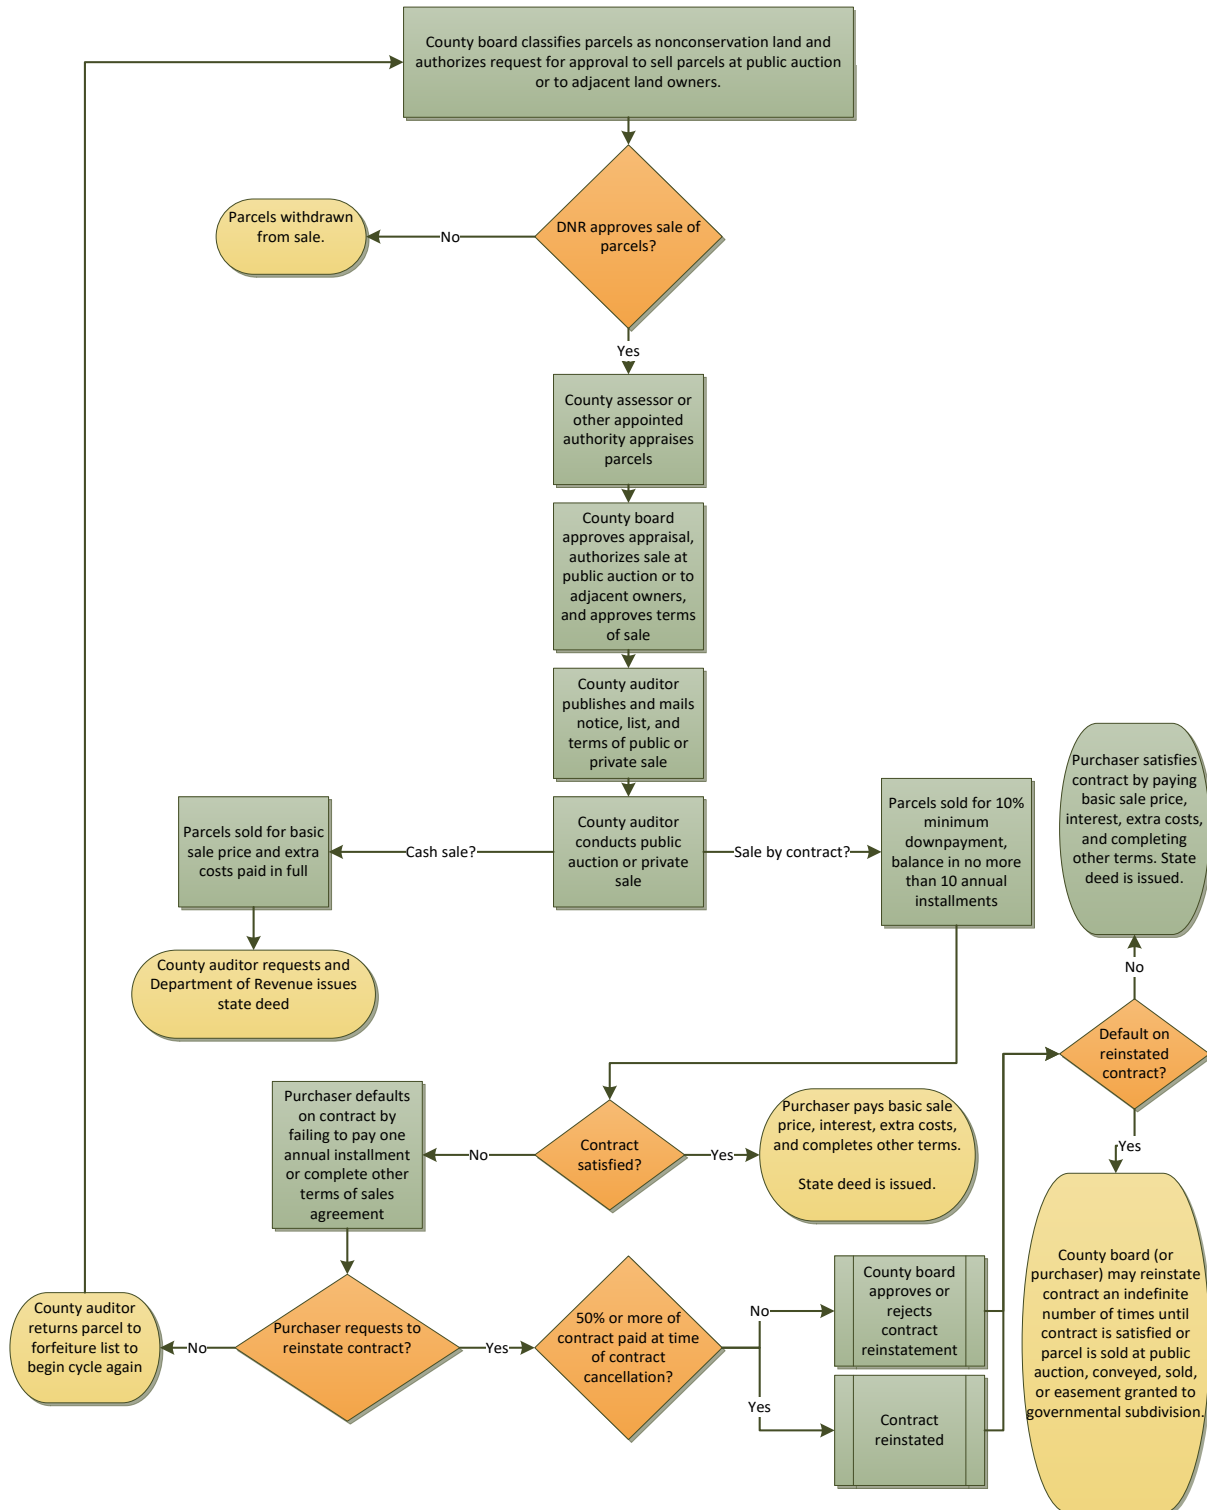 County board classifies parcels as nonconservation land and
authorizes request for approval to sell parcels at public auction
or to adjacent land owners.
Parcels withdrawn
from sale.
No
DNR approves sale of
parcels?
Yes
County assessor or
other appointed
authority appraises
parcels
County board
approves appraisal,
authorizes sale at
public auction or to
adjacent owners,
and approves terms
of sale
County auditor
publishes and mails
notice, list, and
terms of public or
private sale
Parcels sold for basic
sale price and extra
costs paid in full
Cash sale?
County auditor
conducts public
auction or private
sale
Sale by contract?
Parcels sold for 10%
minimum
downpayment,
balance in no more
than 10 annual
installments
Purchaser satisfies
contract by paying
basic sale price,
interest, extra costs,
and completing
other terms. State
deed is issued.
County auditor requests and
Department of Revenue issues
state deed
No
Default on
reinstated
contract?
Yes
Purchaser defaults
on contract by
failing to pay one
annual installment
or complete other
terms of sales
agreement
No
Contract
satisfied?
Yes
Purchaser pays basic sale
price, interest, extra costs,
and completes other terms.
State deed is issued.
County auditor
returns parcel to
forfeiture list to
begin cycle again
No
Purchaser requests to
reinstate contract?
Yes
50% or more of
contract paid at time
of contract
cancellation?
No
County board
approves or
rejects
contract
reinstatement
Yes
Contract
reinstated
County board (or
purchaser) may reinstate
contract an indefinite
number of times until
contract is satisfied or
parcel is sold at public
auction, conveyed, sold,
or easement granted to
governmental subdivision.